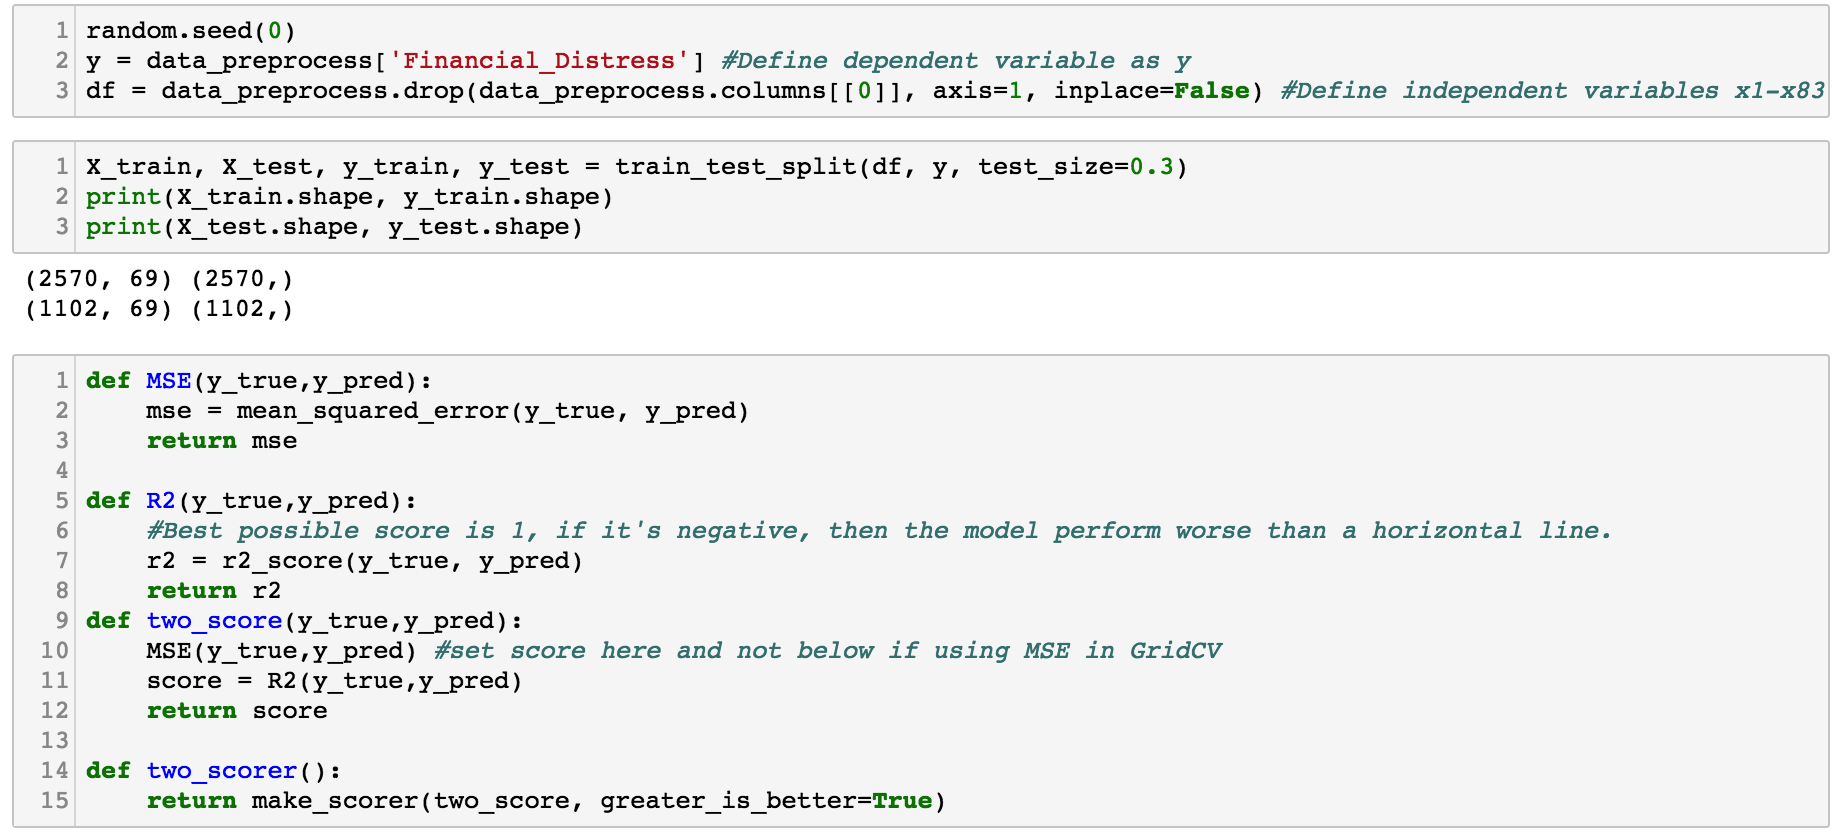 1 random.seed(0)
2 y = data_preprocess['Financial_Distress'] #Define dependent variable as y
3 df = data_preprocess.drop(data_preprocess.columns[[0]], axis=1, inplace=False) #Define independent variables x1-x83
1 X_train, X_test, y_train, y_test = train_test_split(df, y, test_size=0.3)
2 print(X_train.shape, y_train.shape)
3 print(X_test.shape, y_test.shape)
(2570, 69) (2570,)
(1102, 69) (1102,)
1 def MSE(y_true,y_pred):
2     mse = mean_squared_error(y_true, y_pred)
3     return mse
4
5 def R2(y_true,y_pred):
6     #Best possible score is 1, if it's negative, then the model perform worse than a horizontal line.
7     r2 = r2_score(y_true, y_pred)
8     return r2
9 def two_score(y_true,y_pred):
10     MSE(y_true,y_pred) #set score here and not below if using MSE in GridCV
11     score = R2(y_true,y_pred)
12     return score
13
14 def two_scorer():
15     return make_scorer(two_score, greater_is_better=True)